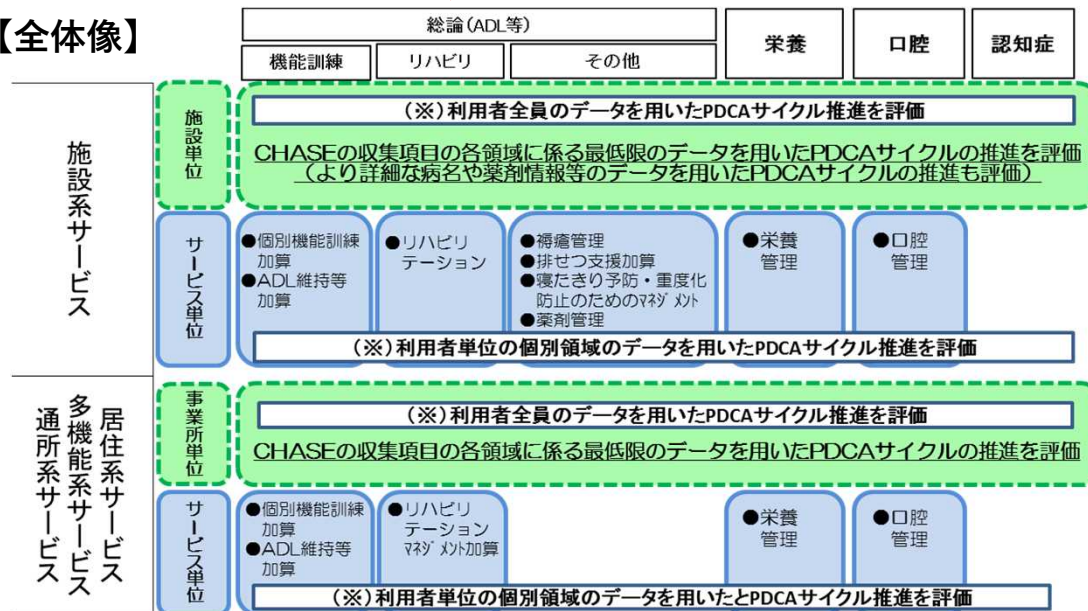 【全体像】
総論(ADL等)
機能訓練
リハビリ
その他
栄養
口腔
認知症
施設系サービス
施設単位
(※)利用者全員のデータを用いたPDCAサイクル推進を評価
CHASEの収集項目の各領域に係る最低限のデータを用いたPDCAサイクルの推進を評価
(より詳細な病名や薬剤情報等のデータを用いたPDCAサイクルの推進も評価)
サービス単位
●個別機能訓練
加算
●ADL維持等
加算
●リハビリ
テーション
●褥瘡管理
●排せつ支援加算
●寝たきり予防・重度化
防止のためのマネジメント
●薬剤管理
●栄養
管理
●口腔
管理
(※)利用者単位の個別領域のデータを用いたPDCAサイクル推進を評価
居住系サービス
多機能系サービス
通所系サービス
事業所単位
(※)利用者全員のデータを用いたPDCAサイクル推進を評価
CHASEの収集項目の各領域に係る最低限のデータを用いたPDCAサイクルの推進を評価
サービス単位
●個別機能訓練
加算
●ADL維持等
加算
●リハビリ
テーション
マネジメント加算
●栄養
管理
●口腔
管理
(※)利用者単位の個別領域のデータを用いたとPDCAサイクル推進を評価